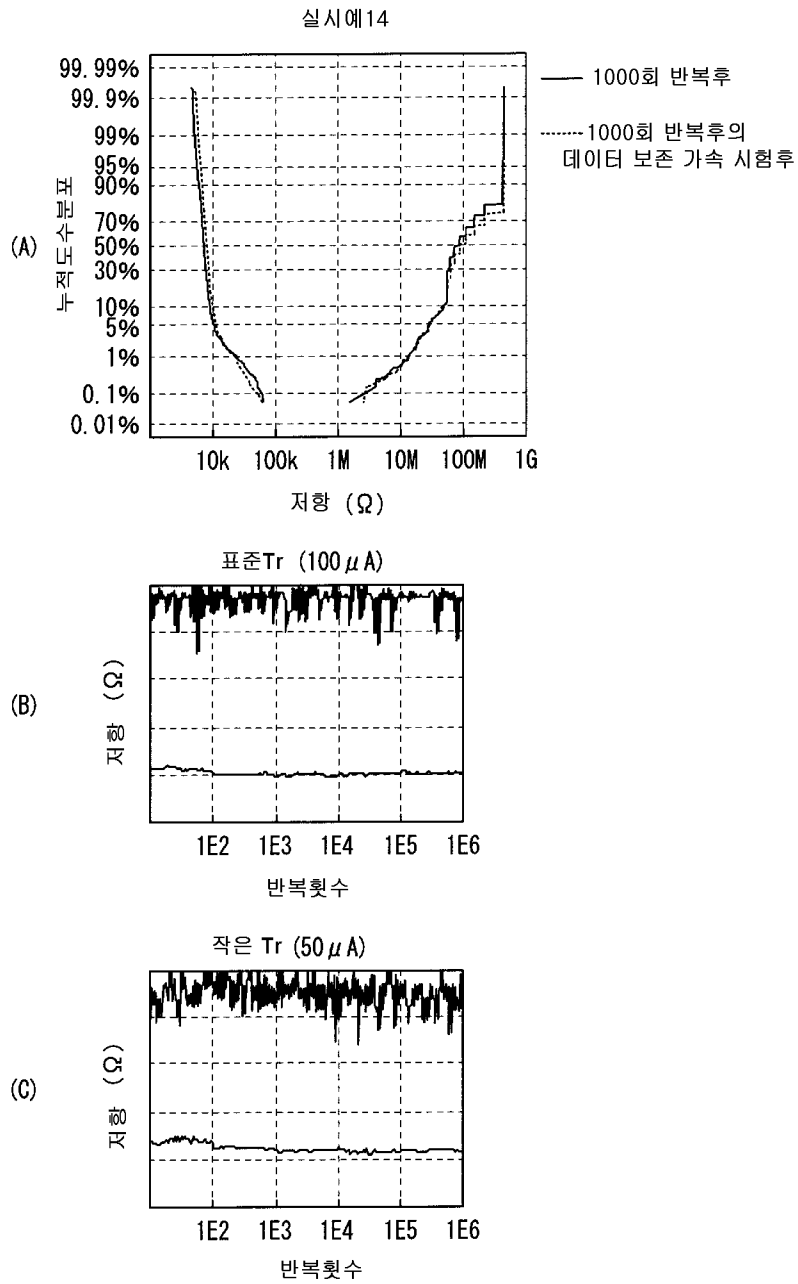 실시예14
(A)
누적도수분포
99.99%
99.9%
99%
95%
90%
70%
50%
30%
10%
5%
1%
0.1%
0.01%
10k 100k 1M 10M 100M 1G
저항 (Ω)
1000회 반복후
1000회 반복후의
데이터 보존 가속 시험후
표준Tr (100μA)
(B)
저항 (Ω)
1E2 1E3 1E4 1E5 1E6
반복횟수
작은 Tr (50μA)
(C)
저항 (Ω)
1E2 1E3 1E4 1E5 1E6
반복횟수